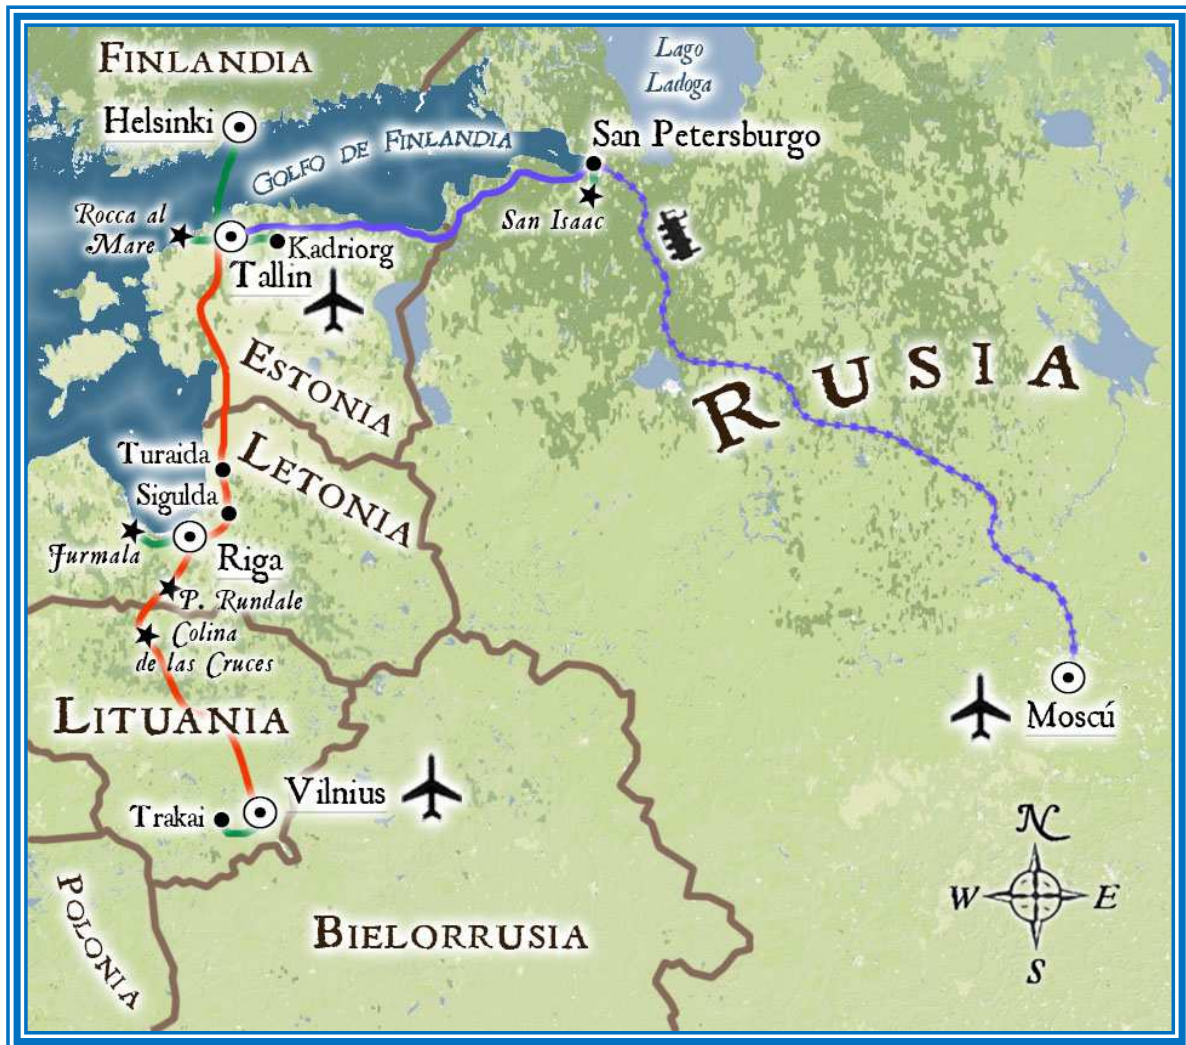 FINLANDIA
Lago
Ladoga
Helsinki
GOLFO DE FINLANDIA
San Petersburgo
Rocca al
Mare
San Isaac
Kadriorg
Tallin
ESTONIA
RUSIA
Turaida
LETONIA
Sigulda
Jurmala
Riga
P. Rundale
Colina
de las Cruces
LITUANIA
Moscú
Vilnius
Trakai
N
W
E
S
POLONIA
BIELORRUSIA